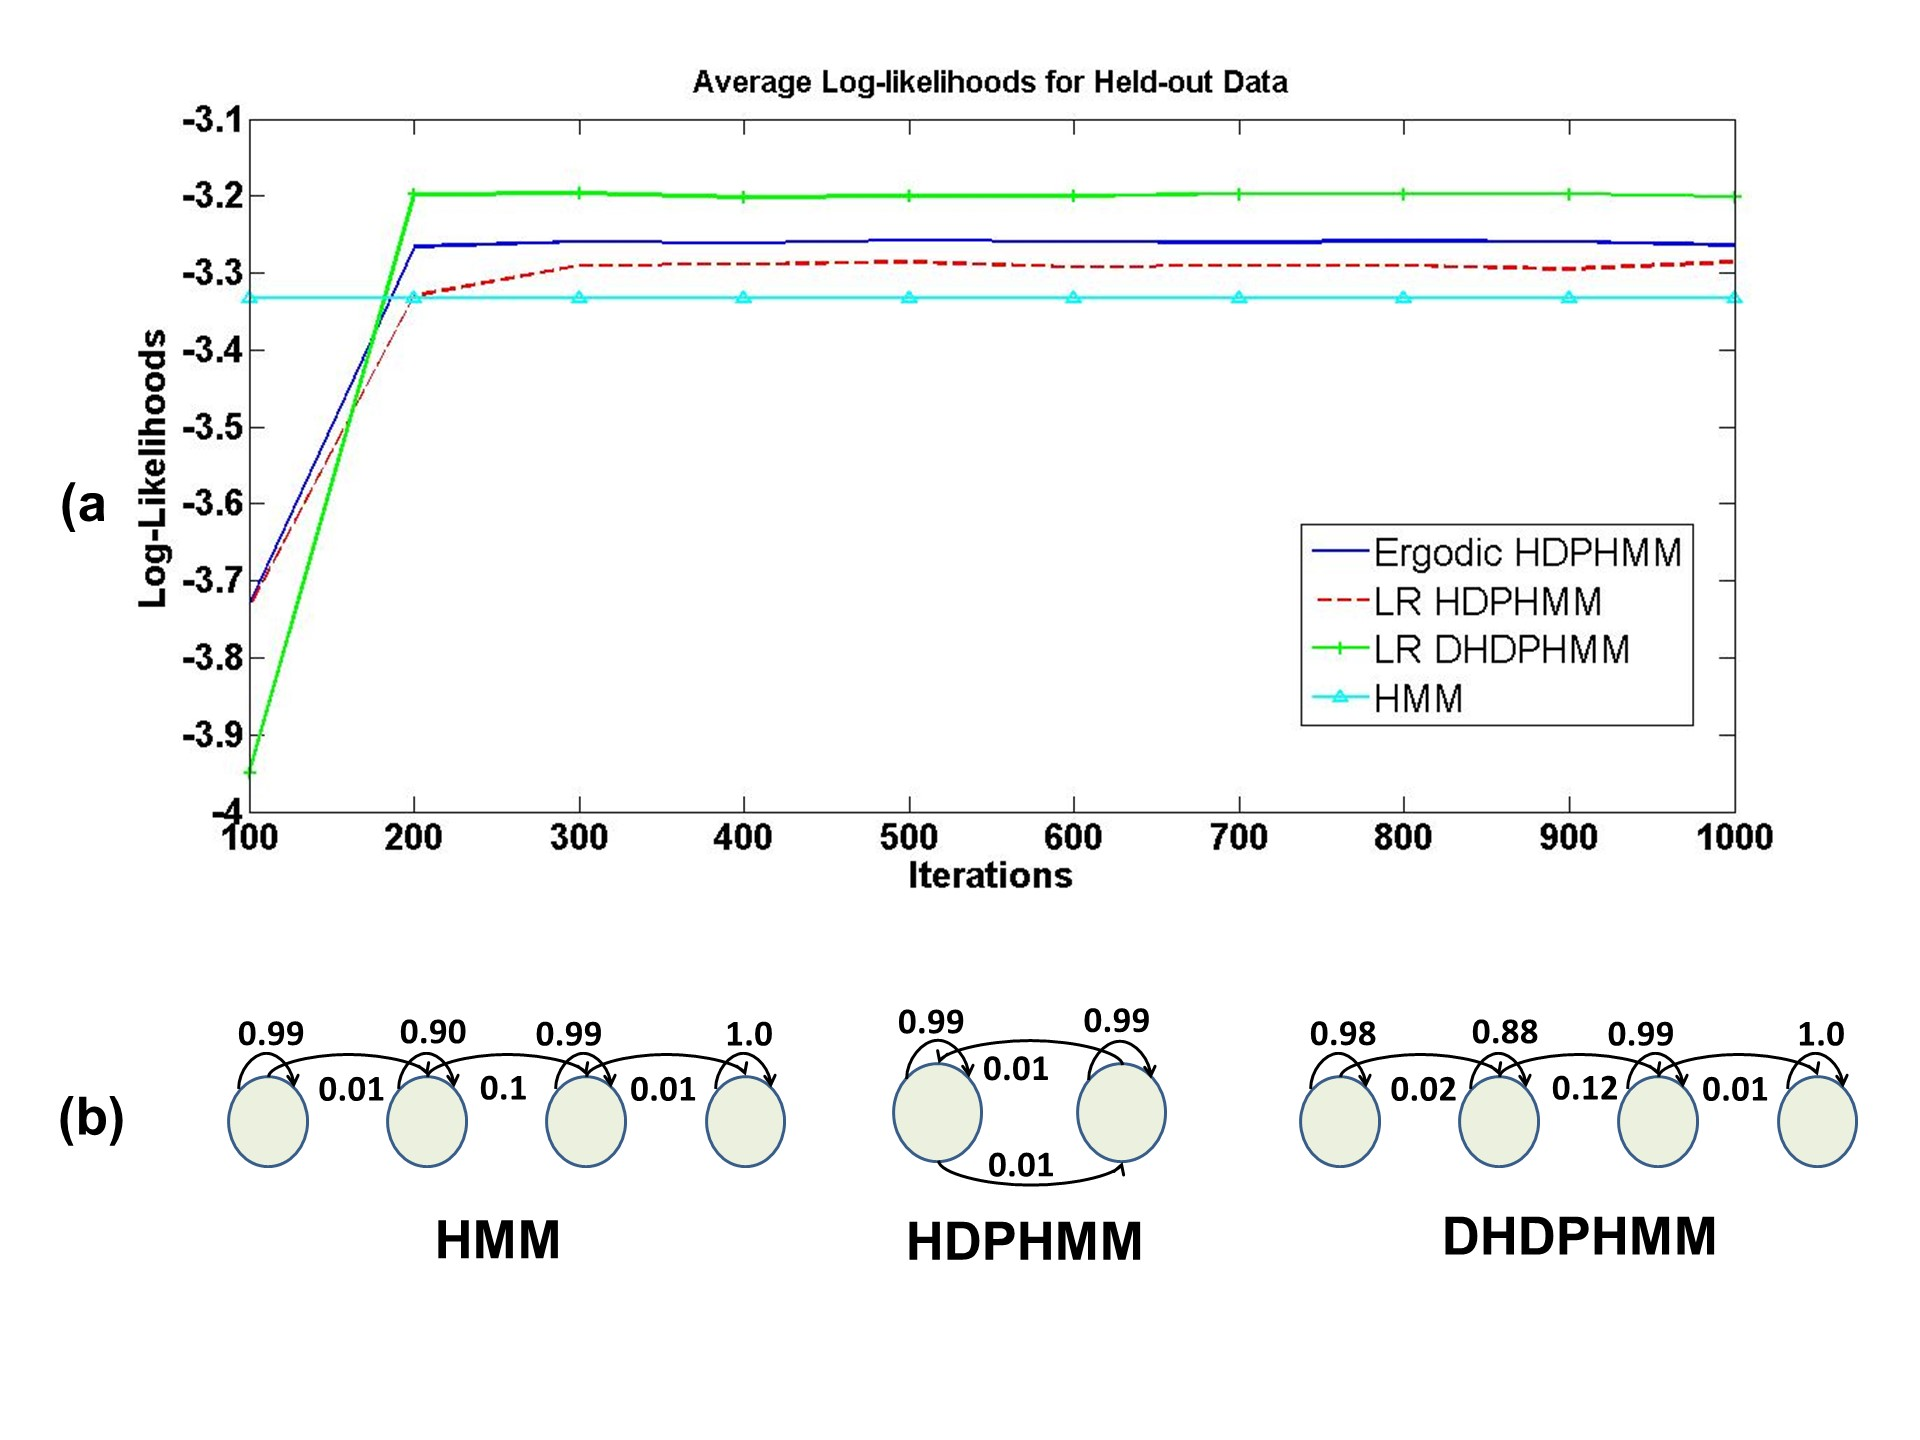 Average Log-likelihoods for Held-out Data
-3.1
-3.2
-3.3
-3.4
-3.5
-3.6
-3.7
-3.8
-3.9
-4
Log-Likelihoods
(a
Ergodic HDPHMM
LR HDPHMM
LR DHDPHMM
HMM
100 200 300 400 500 600 700 800 900 1000
Iterations
(b)
0.99 0.90 0.99 1.0
0.01 0.1 0.01
HMM
0.99 0.99
0.01
0.01
HDPHMM
0.98 0.88 0.99 1.0
0.02 0.12 0.01
DHDPHMM